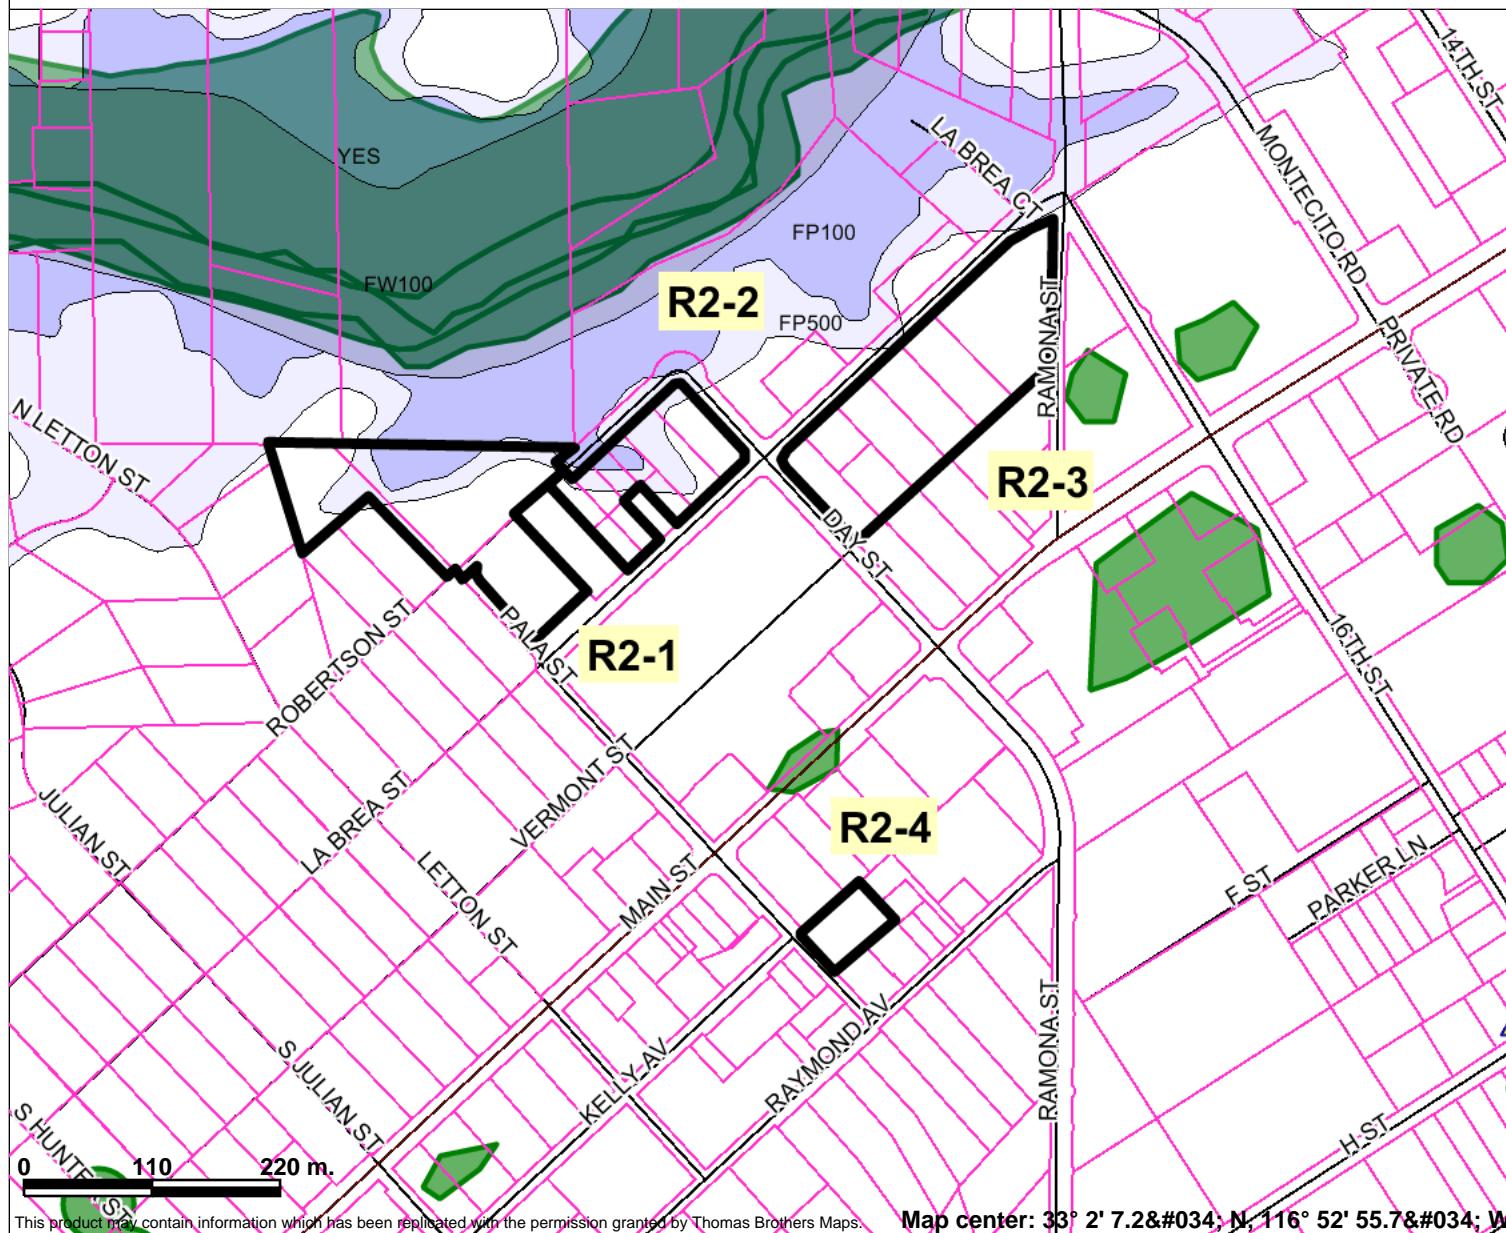 14TH ST
LA BREA CT
MONTECITO RD
YES
FP100
FW100
R2-2
FP500
RAMONA ST
PRIVATE RD
N LETTON ST
R2-3
DAY ST
PALA ST
R2-1
ROBERTSON ST
16TH ST
VERMONT ST
JULIAN ST
LA BREA ST
R2-4
LETTON ST
MAIN ST
F ST
PARKER LN
RAMONA ST
S JULIAN ST
KELLY AV
RAYMOND AV
S HUNTER ST
H ST
0 110 220 m.
This product may contain information which has been replicated with the permission granted by Thomas Brothers Maps.
Map center: 33° 2' 7.2&#034; N, 116° 52' 55.7&#034; W